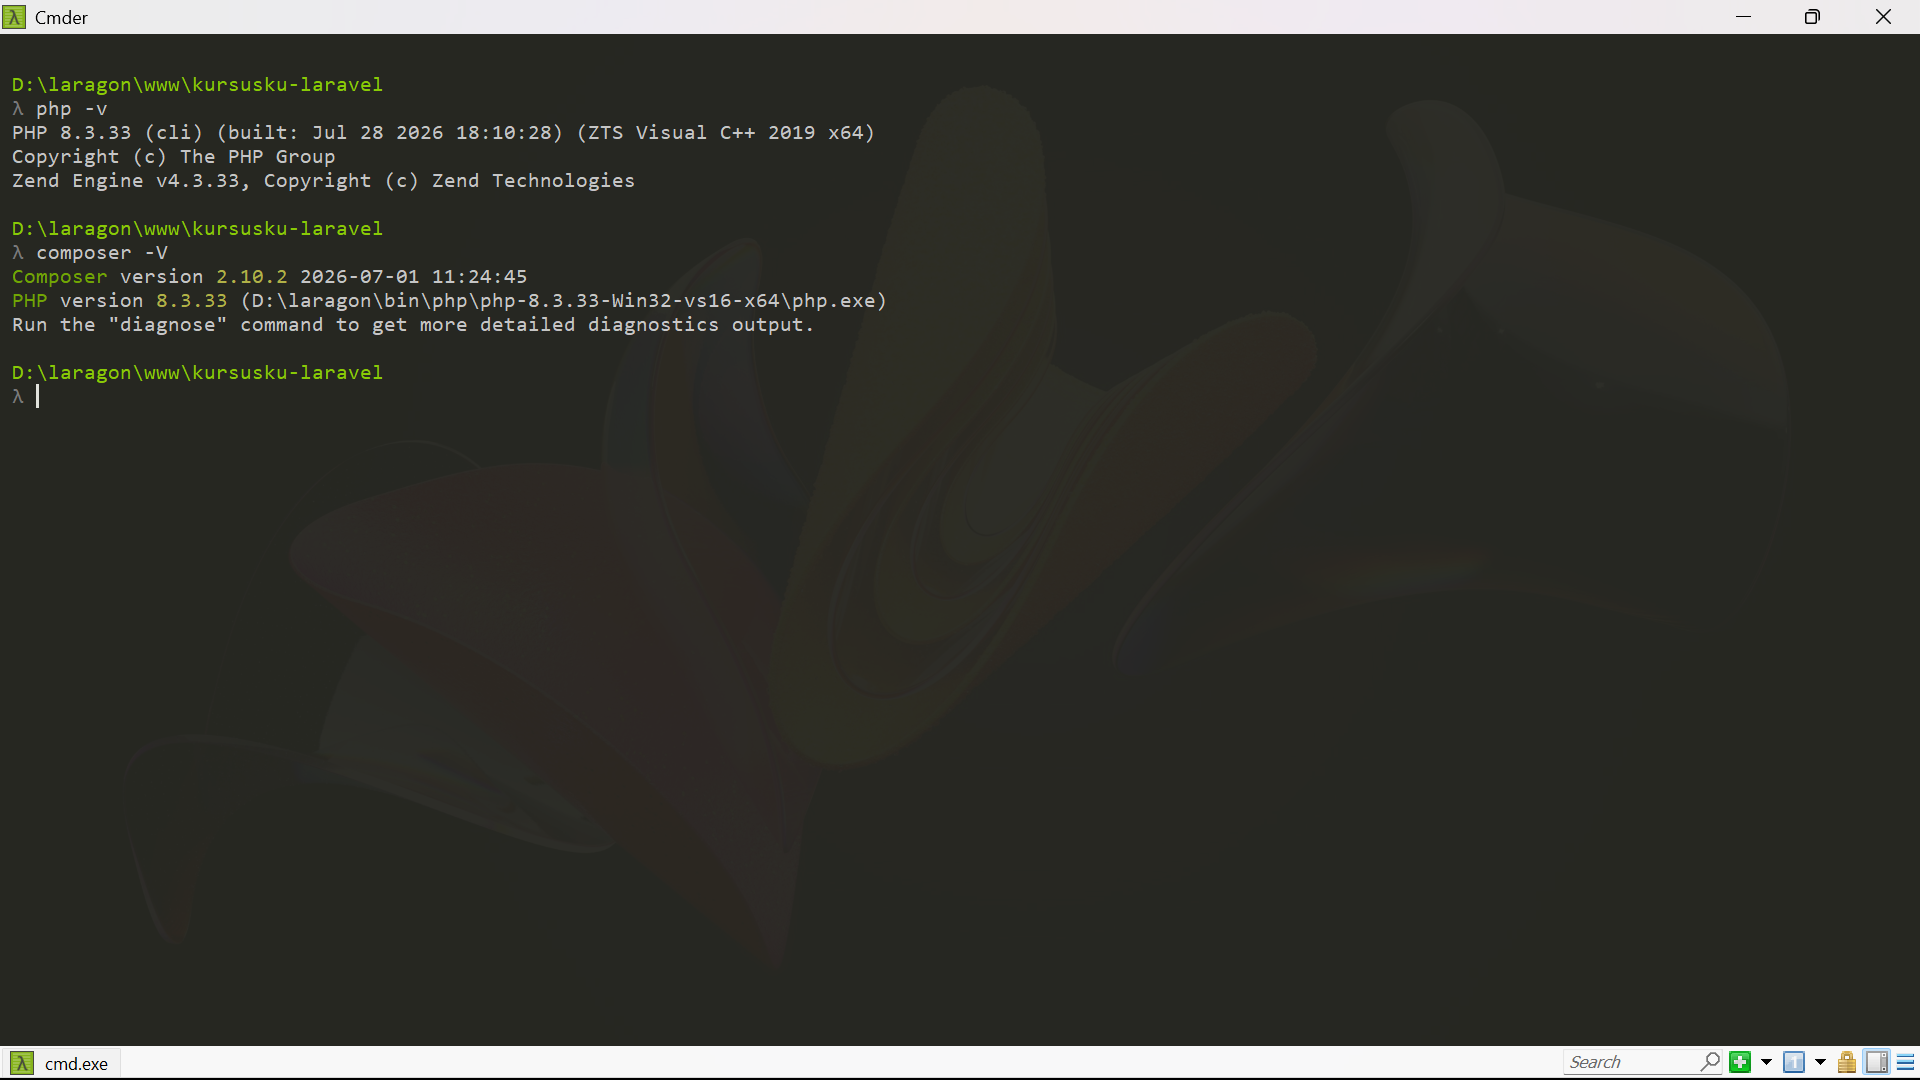 Cmder
D:\laragon\www\kursusku-laravel
λ php -v
PHP 8.3.33 (cli) (built: Jul 28 2026 18:10:28) (ZTS Visual C++ 2019 x64)
Copyright (c) The PHP Group
Zend Engine v4.3.33, Copyright (c) Zend Technologies
D:\laragon\www\kursusku-laravel
λ composer -V
Composer version 2.10.2 2026-07-01 11:24:45
PHP version 8.3.33 (D:\laragon\bin\php\php-8.3.33-Win32-vs16-x64\php.exe)
Run the "diagnose" command to get more detailed diagnostics output.
D:\laragon\www\kursusku-laravel
λ
λ cmd.exe
Search
1